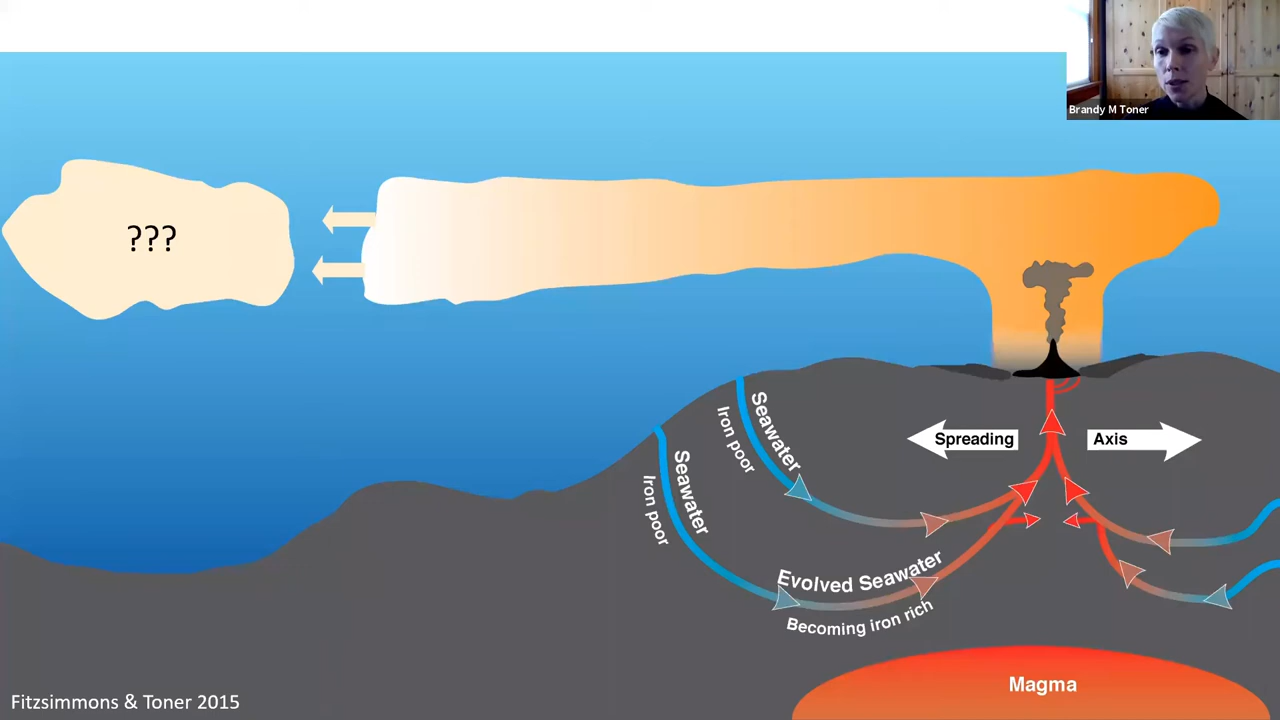 Brandy M Toner
???
Spreading
Axis
Seawater
Iron poor
Seawater
Iron poor
Evolved Seawater
Becoming iron rich
Magma
Fitzsimmons & Toner 2015